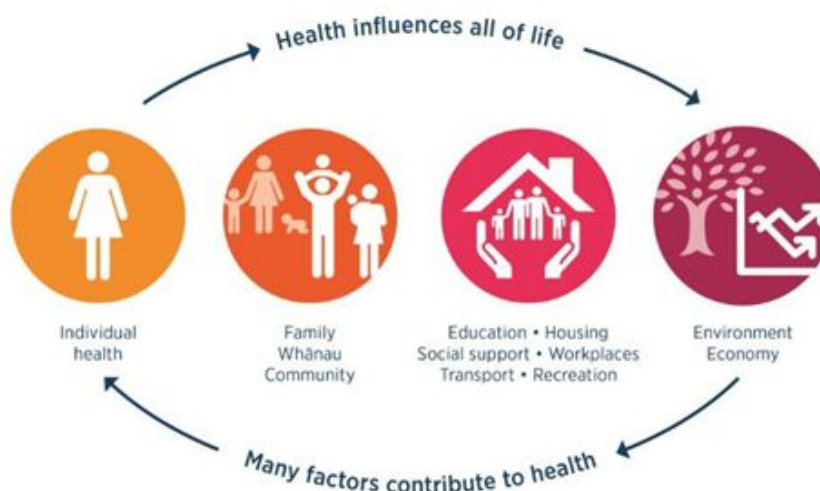 Health influences all of life
Individual
health
Family
Whānau
Community
Education • Housing
Social support • Workplaces
Transport • Recreation
Environment
Economy
Many factors contribute to health